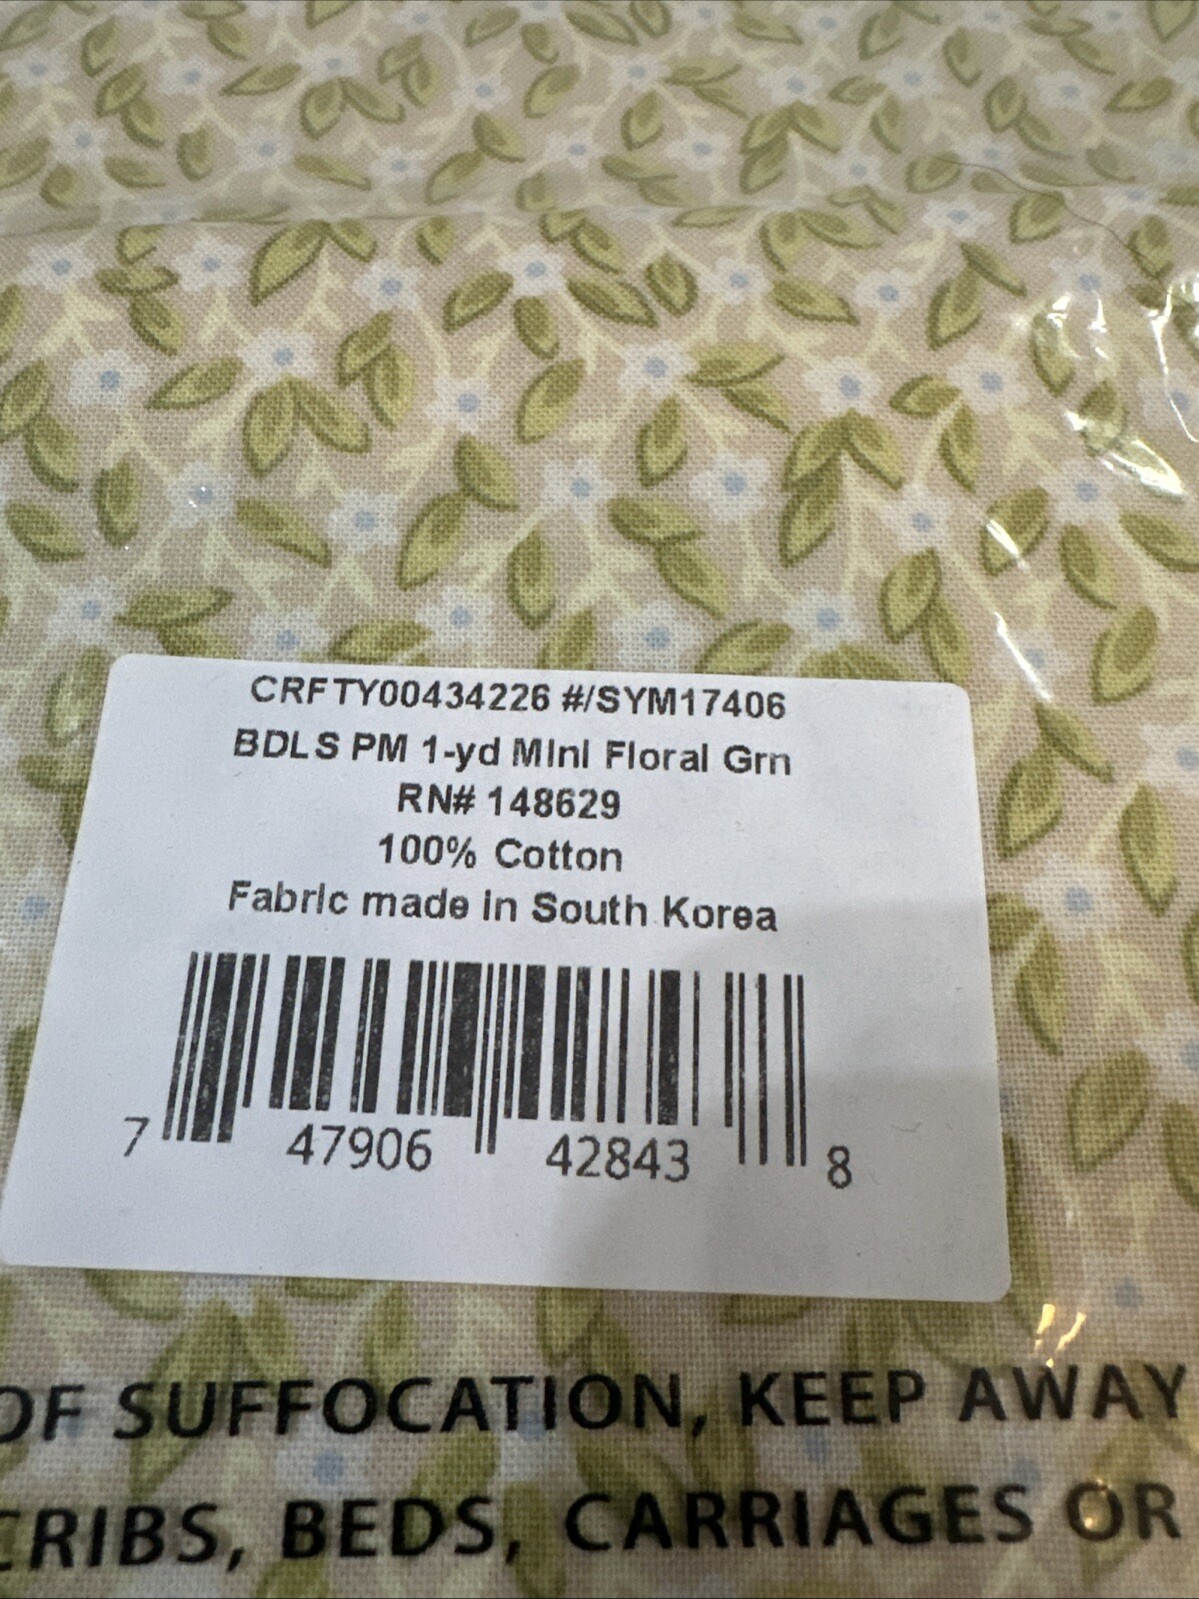 CRFTY00434226 #/SYM17406
BDLS PM 1-yd Mini Floral Grn
RN# 148629
100% Cotton
Fabric made in South Korea
7 47906 42843 8
OF SUFFOCATION, KEEP AWAY
CRIBS, BEDS, CARRIAGES OR